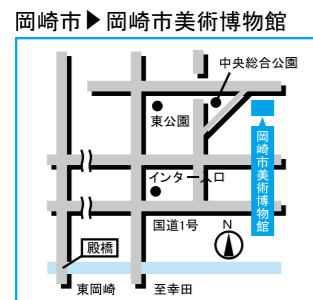 岡崎市▶岡崎市美術博物館
中央総合公園
東公園
岡崎市美術博物館
インター入口
国道1号
N
殿橋
東岡崎
至幸田